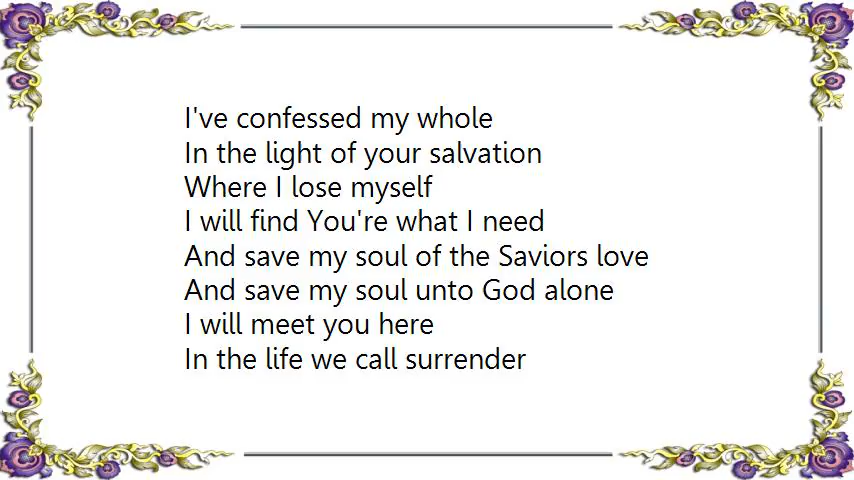 I've confessed my whole
In the light of your salvation
Where I lose myself
I will find You're what I need
And save my soul of the Saviors love
And save my soul unto God alone
I will meet you here
In the life we call surrender